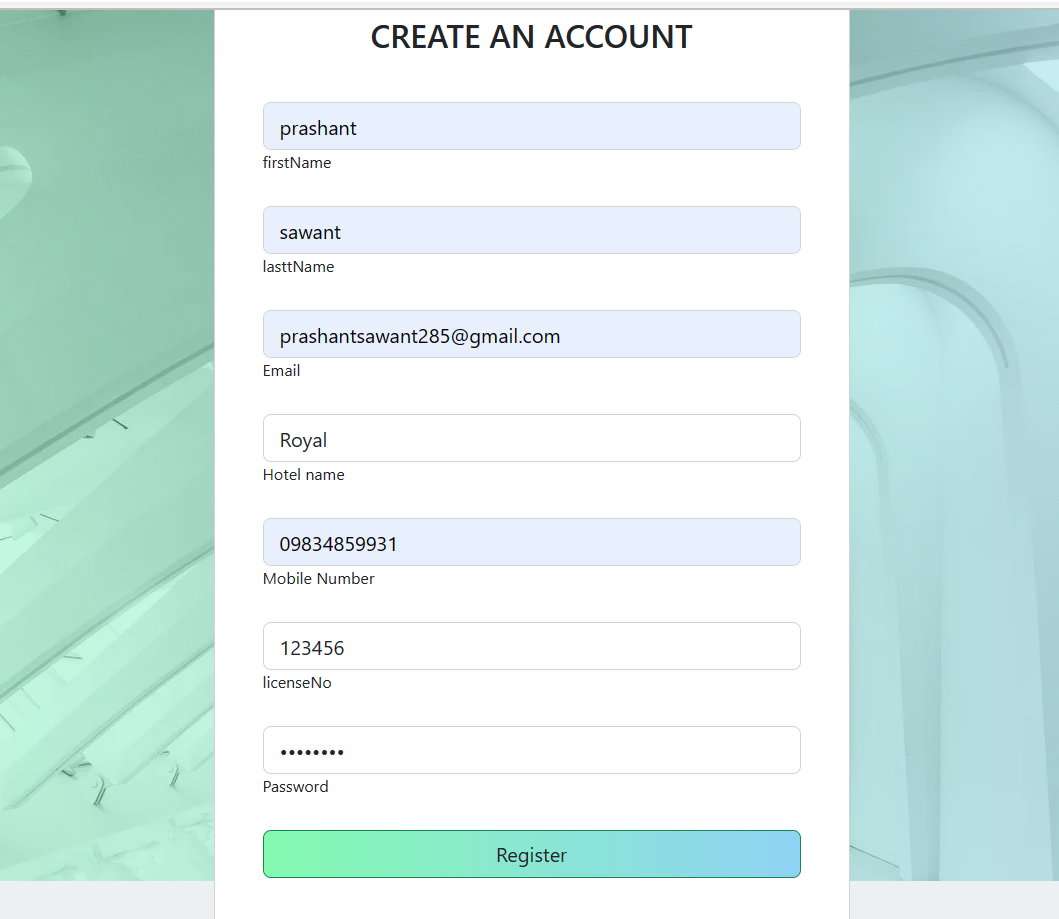 CREATE AN ACCOUNT
prashant
firstName
sawant
lasttName
prashantsawant285@gmail.com
Email
Royal
Hotel name
09834859931
Mobile Number
123456
licenseNo
••••••••
Password
Register